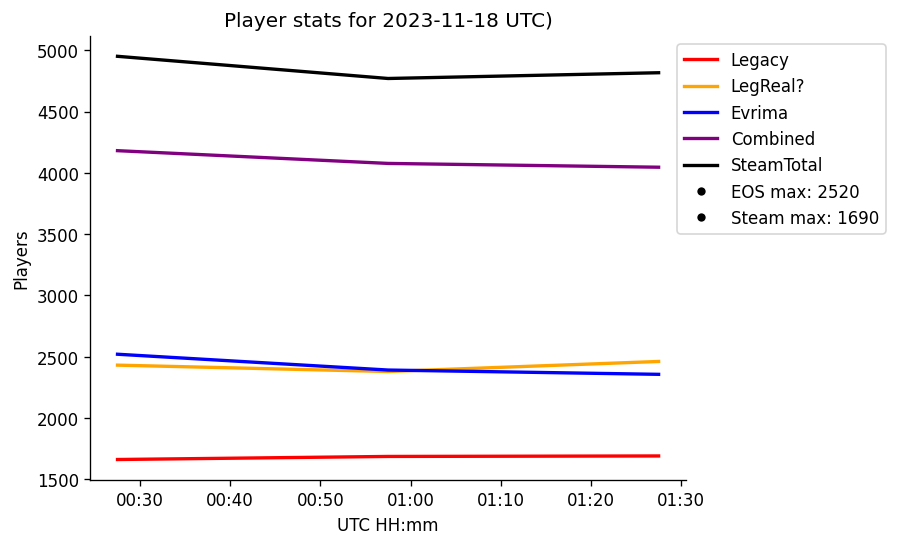 Player stats for 2023-11-18 UTC)
5000
4500
4000
3500
3000
2500
2000
1500
Players
00:30 00:40 00:50 01:00 01:10 01:20 01:30
UTC HH:mm
Legacy
LegReal?
Evrima
Combined
SteamTotal
EOS max: 2520
Steam max: 1690